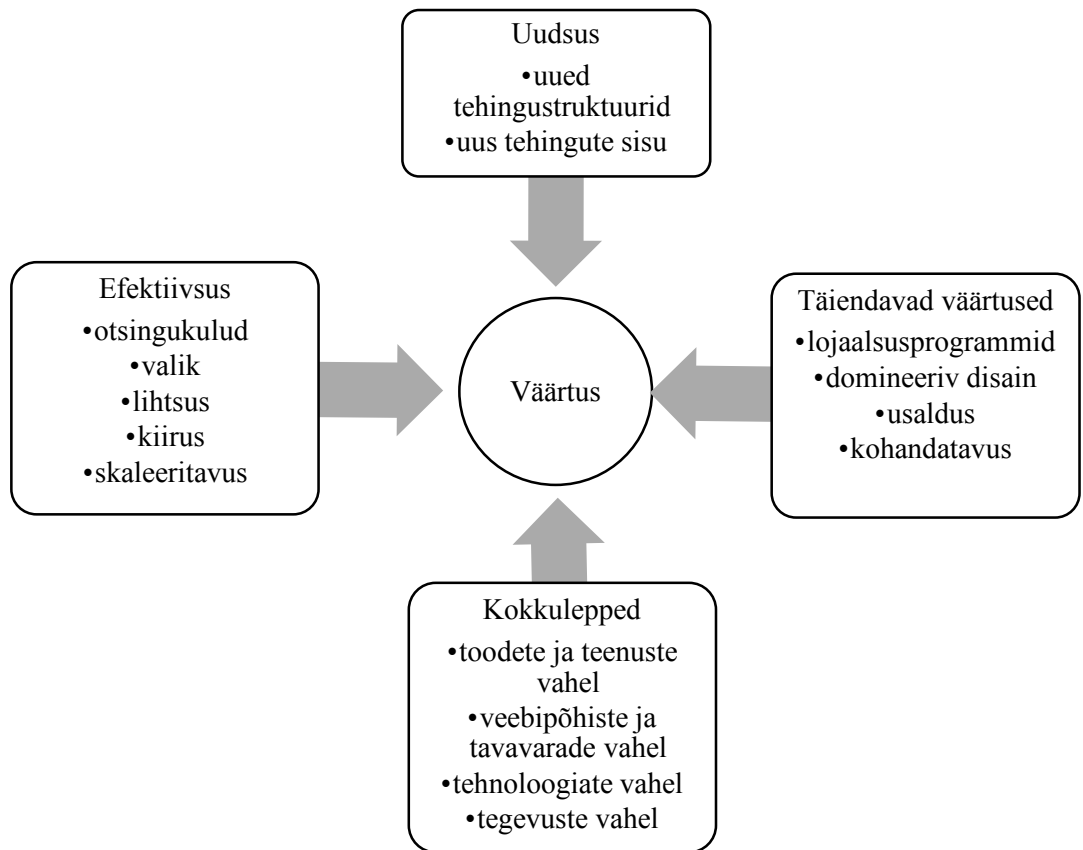 Uudsus
•uued
tehingustruktuurid
•uus tehingute sisu
Efektiivsus
•otsingukulud
•valik
•lihtsus
•kiirus
•skaleeritavus
Väärtus
Täiendavad väärtused
•lojaalsusprogrammid
•domineeriv disain
•usaldus
•kohandatavus
Kokkulepped
•toodete ja teenuste
vahel
•veebipõhiste ja
tavavarade vahel
•tehnoloogiate vahel
•tegevuste vahel